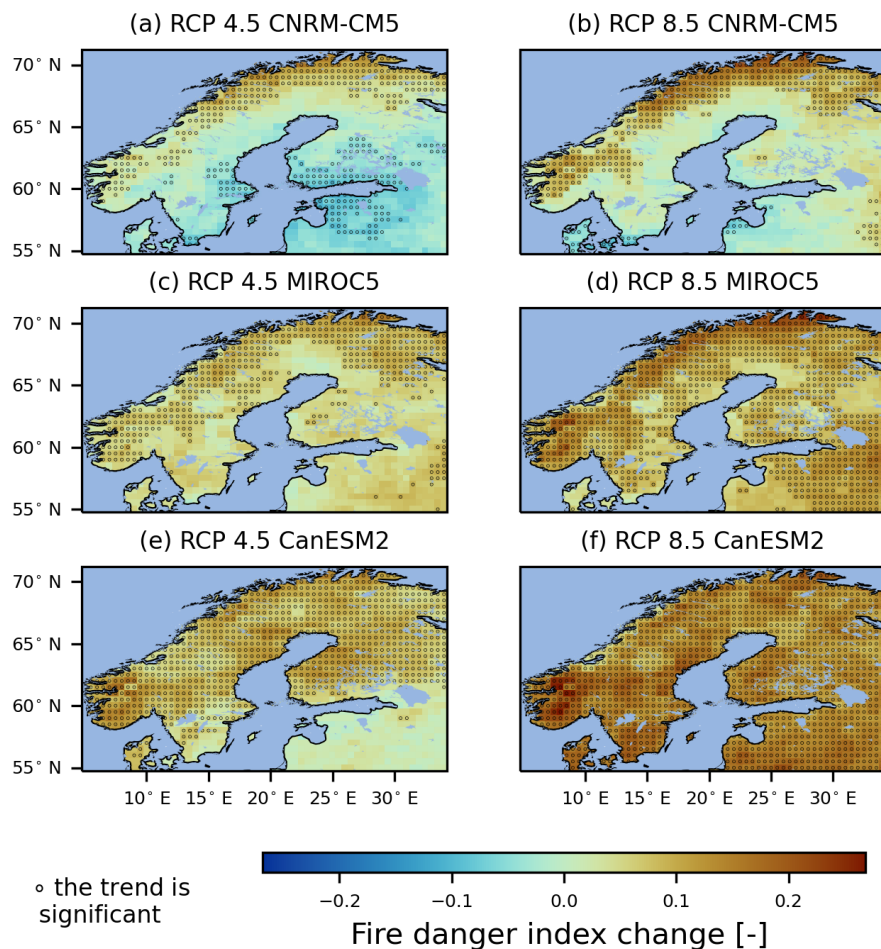 (a) RCP 4.5 CNRM-CM5
(b) RCP 8.5 CNRM-CM5
70° N
65° N
60° N
55° N
(c) RCP 4.5 MIROC5
(d) RCP 8.5 MIROC5
70° N
65° N
60° N
55° N
(e) RCP 4.5 CanESM2
(f) RCP 8.5 CanESM2
70° N
65° N
60° N
55° N
10° E 15° E 20° E 25° E 30° E
10° E 15° E 20° E 25° E 30° E
∘ the trend is
significant
−0.2 −0.1 0.0 0.1 0.2
Fire danger index change [-]